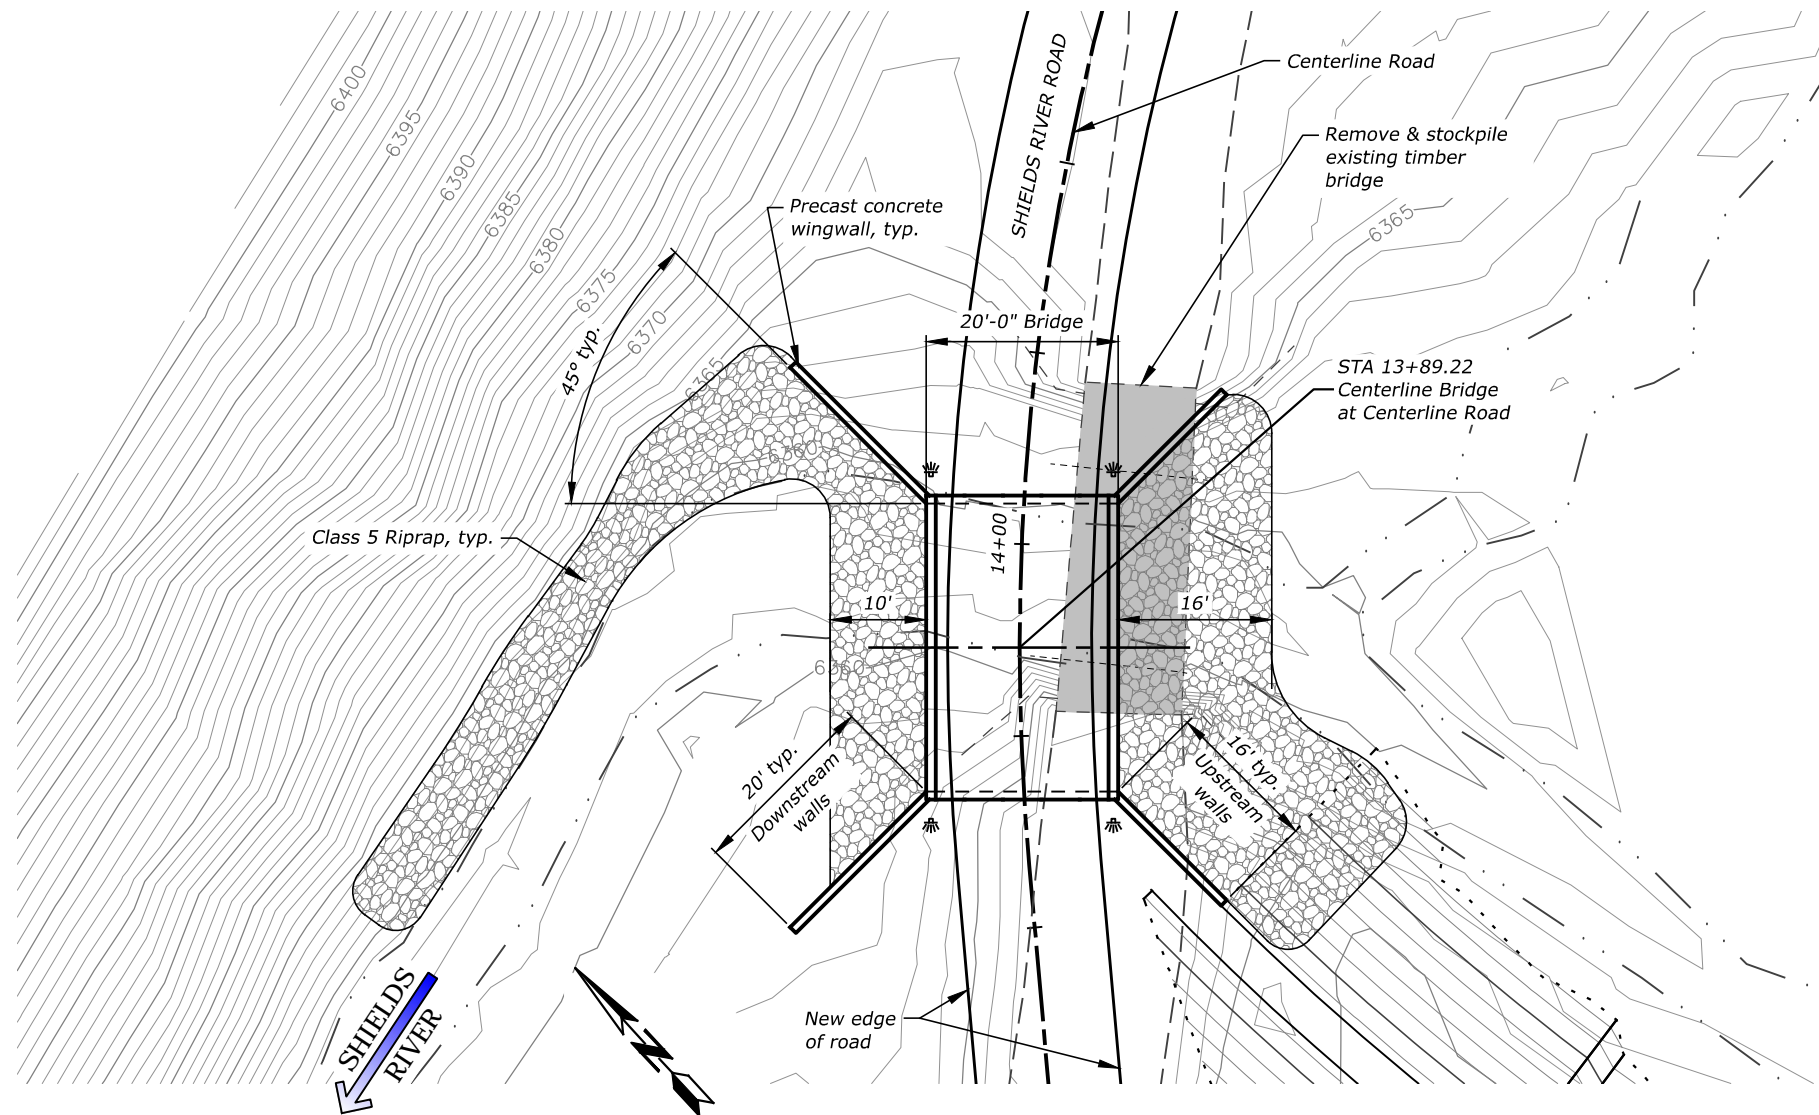 6400
6395
6390
6385
6380
6375
6370
6365
6360
6360
6365
SHIELDS RIVER ROAD
Centerline Road
Remove & stockpile
existing timber
bridge
Precast concrete
wingwall, typ.
20'-0" Bridge
45° typ.
STA 13+89.22
Centerline Bridge
at Centerline Road
Class 5 Riprap, typ.
14+00
10'
16'
20' typ.
Downstream
walls
16' typ.
Upstream
walls
New edge
of road
SHIELDS
RIVER
N